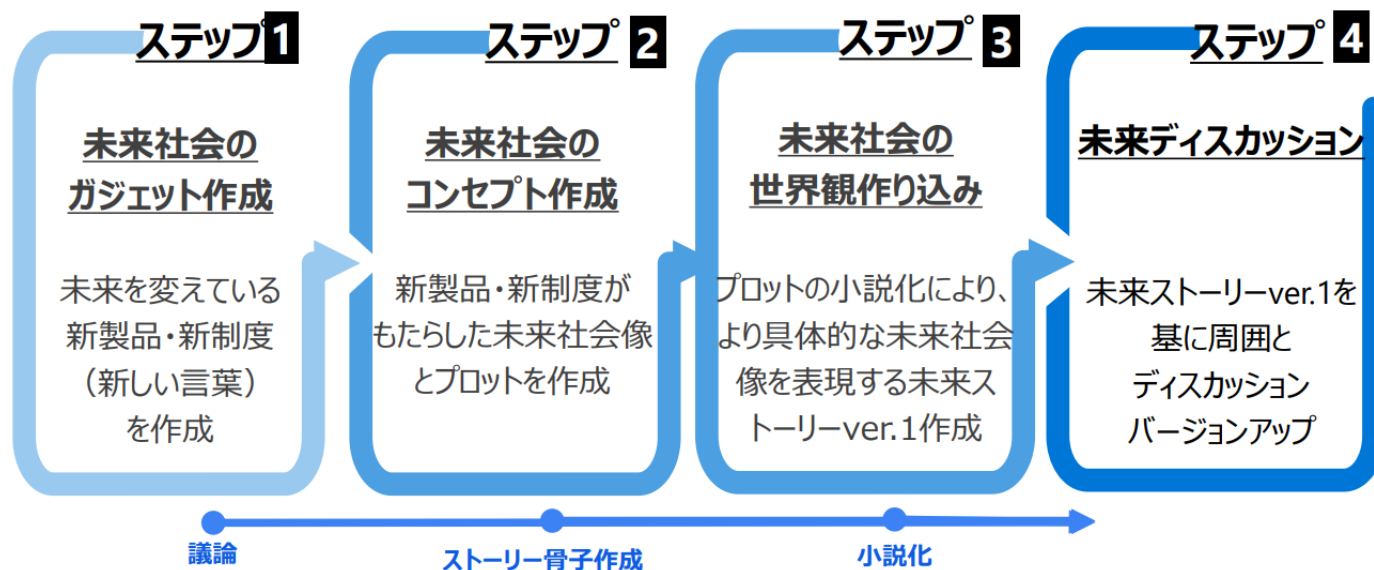 ステップ1
未来社会の
ガジェット作成
未来を変えている
新製品・新制度
（新しい言葉）
を作成
ステップ2
未来社会の
コンセプト作成
新製品・新制度が
もたらした未来社会像
とプロットを作成
ステップ3
未来社会の
世界観作り込み
プロットの小説化により、
より具体的な未来社会
像を表現する未来ス
トーリーver.1作成
ステップ4
未来ディスカッション
未来ストーリーver.1を
基に周囲と
ディスカッション
バージョンアップ
議論
ストーリー骨子作成
小説化